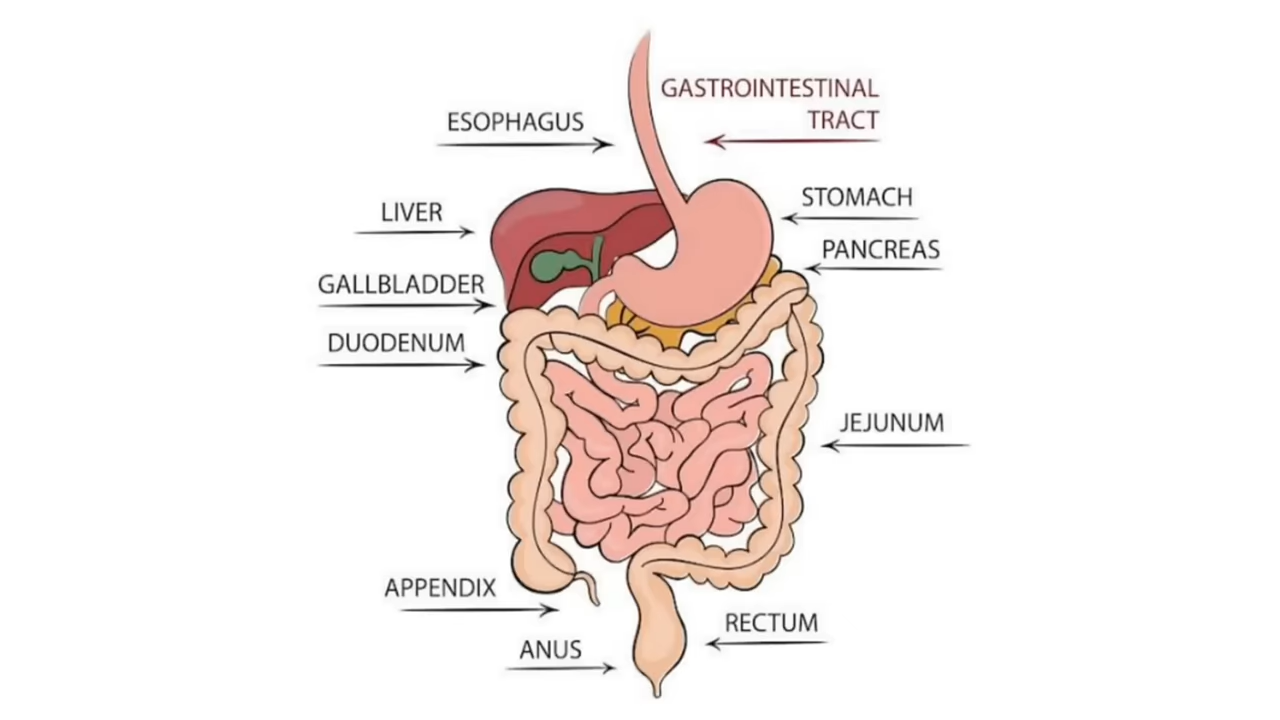 GASTROINTESTINAL
TRACT
ESOPHAGUS
STOMACH
LIVER
PANCREAS
GALLBLADDER
DUODENUM
JEJUNUM
APPENDIX
RECTUM
ANUS